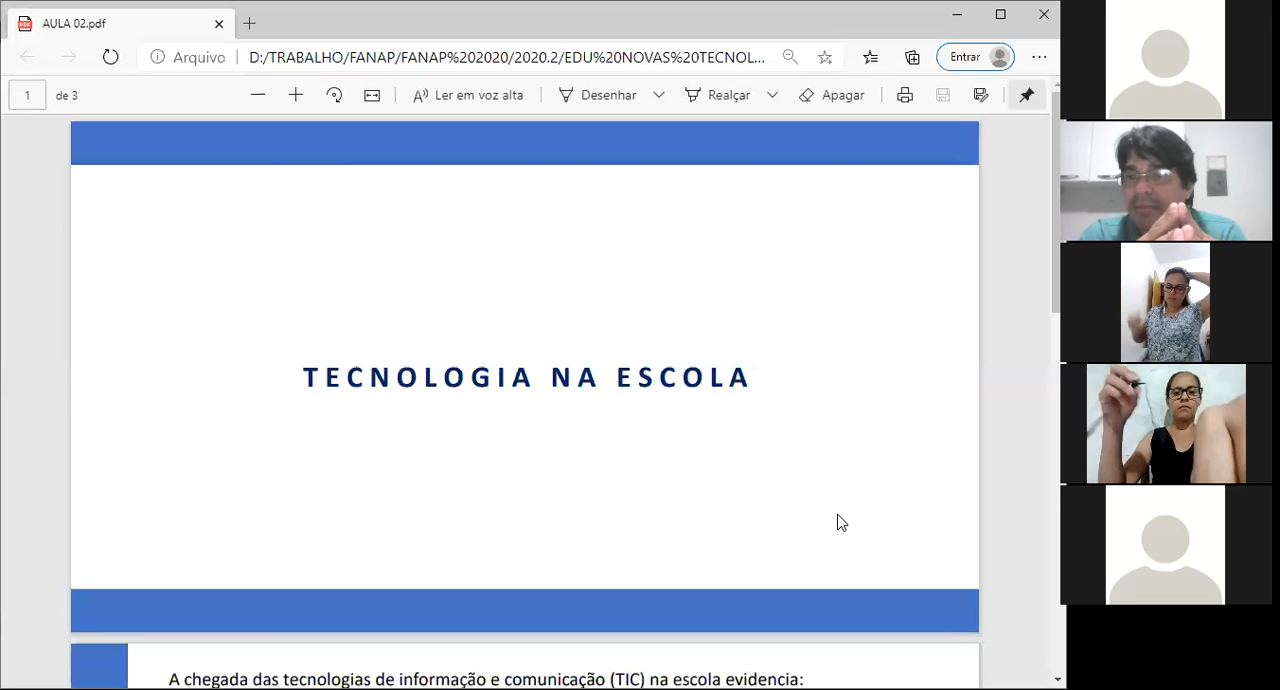 AULA 02.pdf
Arquivo
D:/TRABALHO/FANAP/FANAP%202020/2020.2/EDU%20NOVAS%20TECNOL...
Entrar
1
de 3
Ler em voz alta
Desenhar
Realçar
Apagar
TECNOLOGIA NA ESCOLA
A chegada das tecnologias de informação e comunicação (TIC) na escola evidencia: